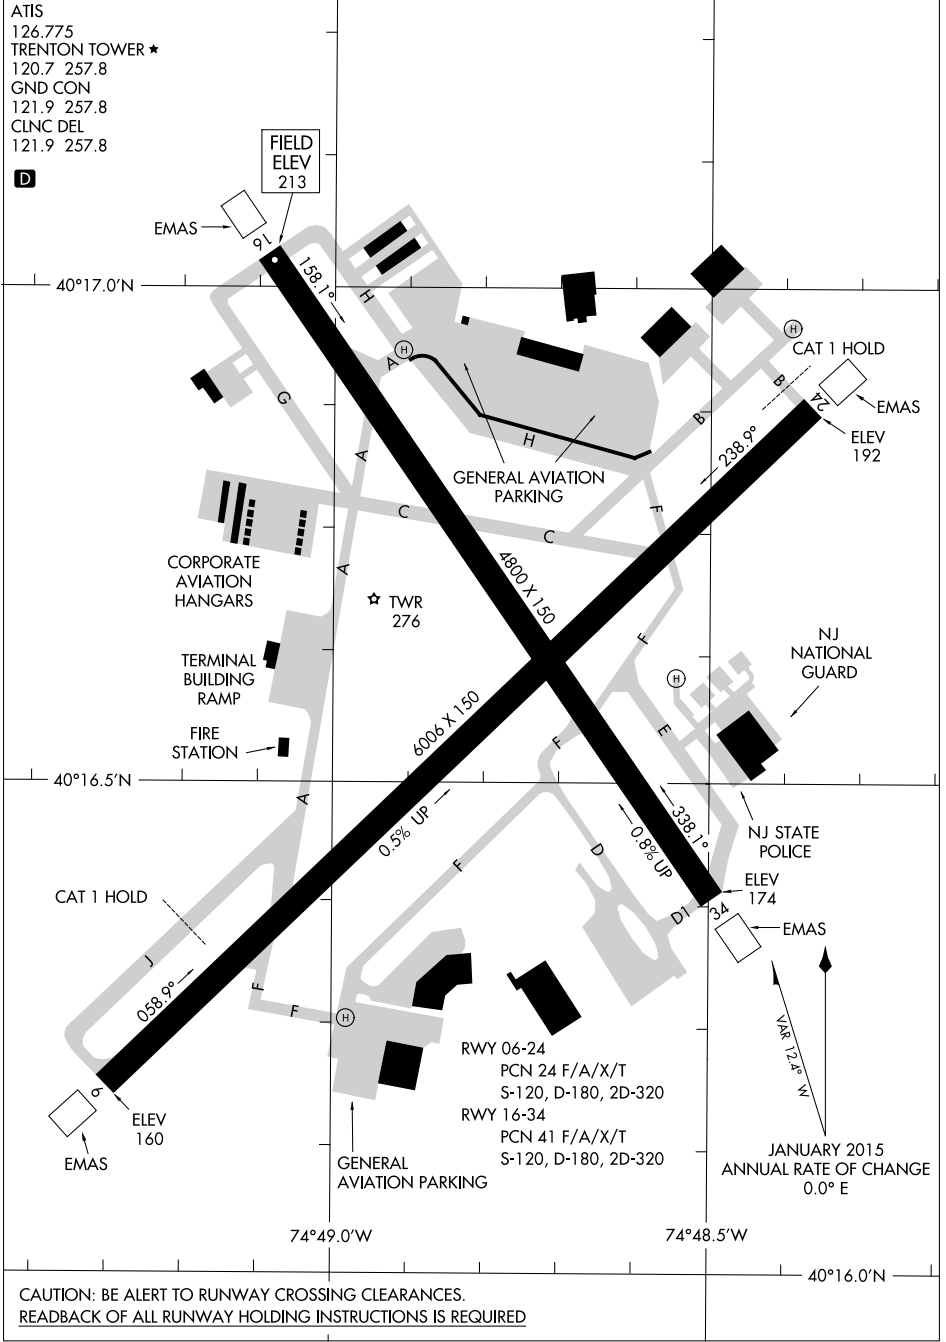 ATIS
126.775
TRENTON TOWER ★
120.7 257.8
GND CON
121.9 257.8
CLNC DEL
121.9 257.8
D
FIELD
ELEV
213
EMAS
16
158.1°
H
40°17.0'N
H
CAT 1 HOLD
A
B
G
24
EMAS
B
ELEV
192
A
H
238.9°
GENERAL AVIATION
PARKING
C
F
C
CORPORATE
AVIATION
HANGARS
A
4800 X 150
TWR
276
F
NJ
NATIONAL
GUARD
TERMINAL
BUILDING
RAMP
H
6006 X 150
FIRE
STATION
F
E
40°16.5'N
A
0.5% UP
338.1°
0.8% UP
NJ STATE
POLICE
D
F
ELEV
174
CAT 1 HOLD
D1
34
EMAS
J
058.9°
F
F
H
VAR 12.4° W
RWY 06-24
PCN 24 F/A/X/T
S-120, D-180, 2D-320
RWY 16-34
PCN 41 F/A/X/T
S-120, D-180, 2D-320
6
ELEV
160
EMAS
GENERAL
AVIATION PARKING
JANUARY 2015
ANNUAL RATE OF CHANGE
0.0° E
74°49.0'W
74°48.5'W
40°16.0'N
CAUTION: BE ALERT TO RUNWAY CROSSING CLEARANCES.
READBACK OF ALL RUNWAY HOLDING INSTRUCTIONS IS REQUIRED